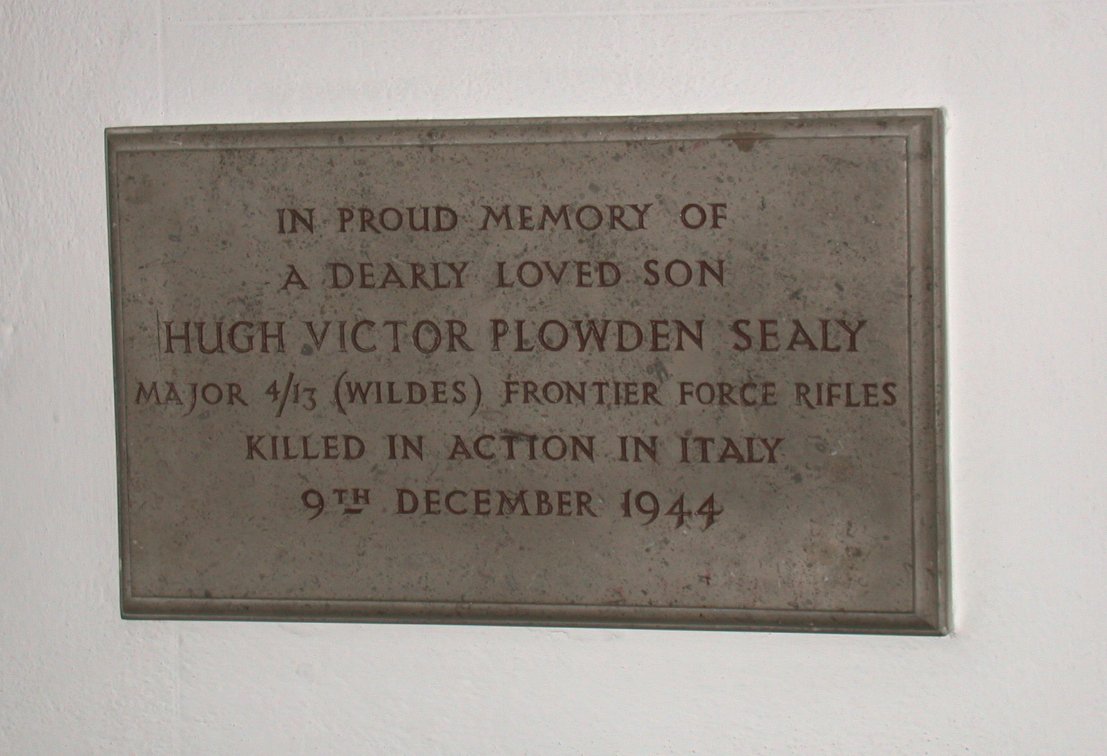 IN PROUD MEMORY OF
A DEARLY LOVED SON
HUGH VICTOR PLOWDEN SEALY
MAJOR 4/13 (WILDES) FRONTIER FORCE RIFLES
KILLED IN ACTION IN ITALY
9TH DECEMBER 1944